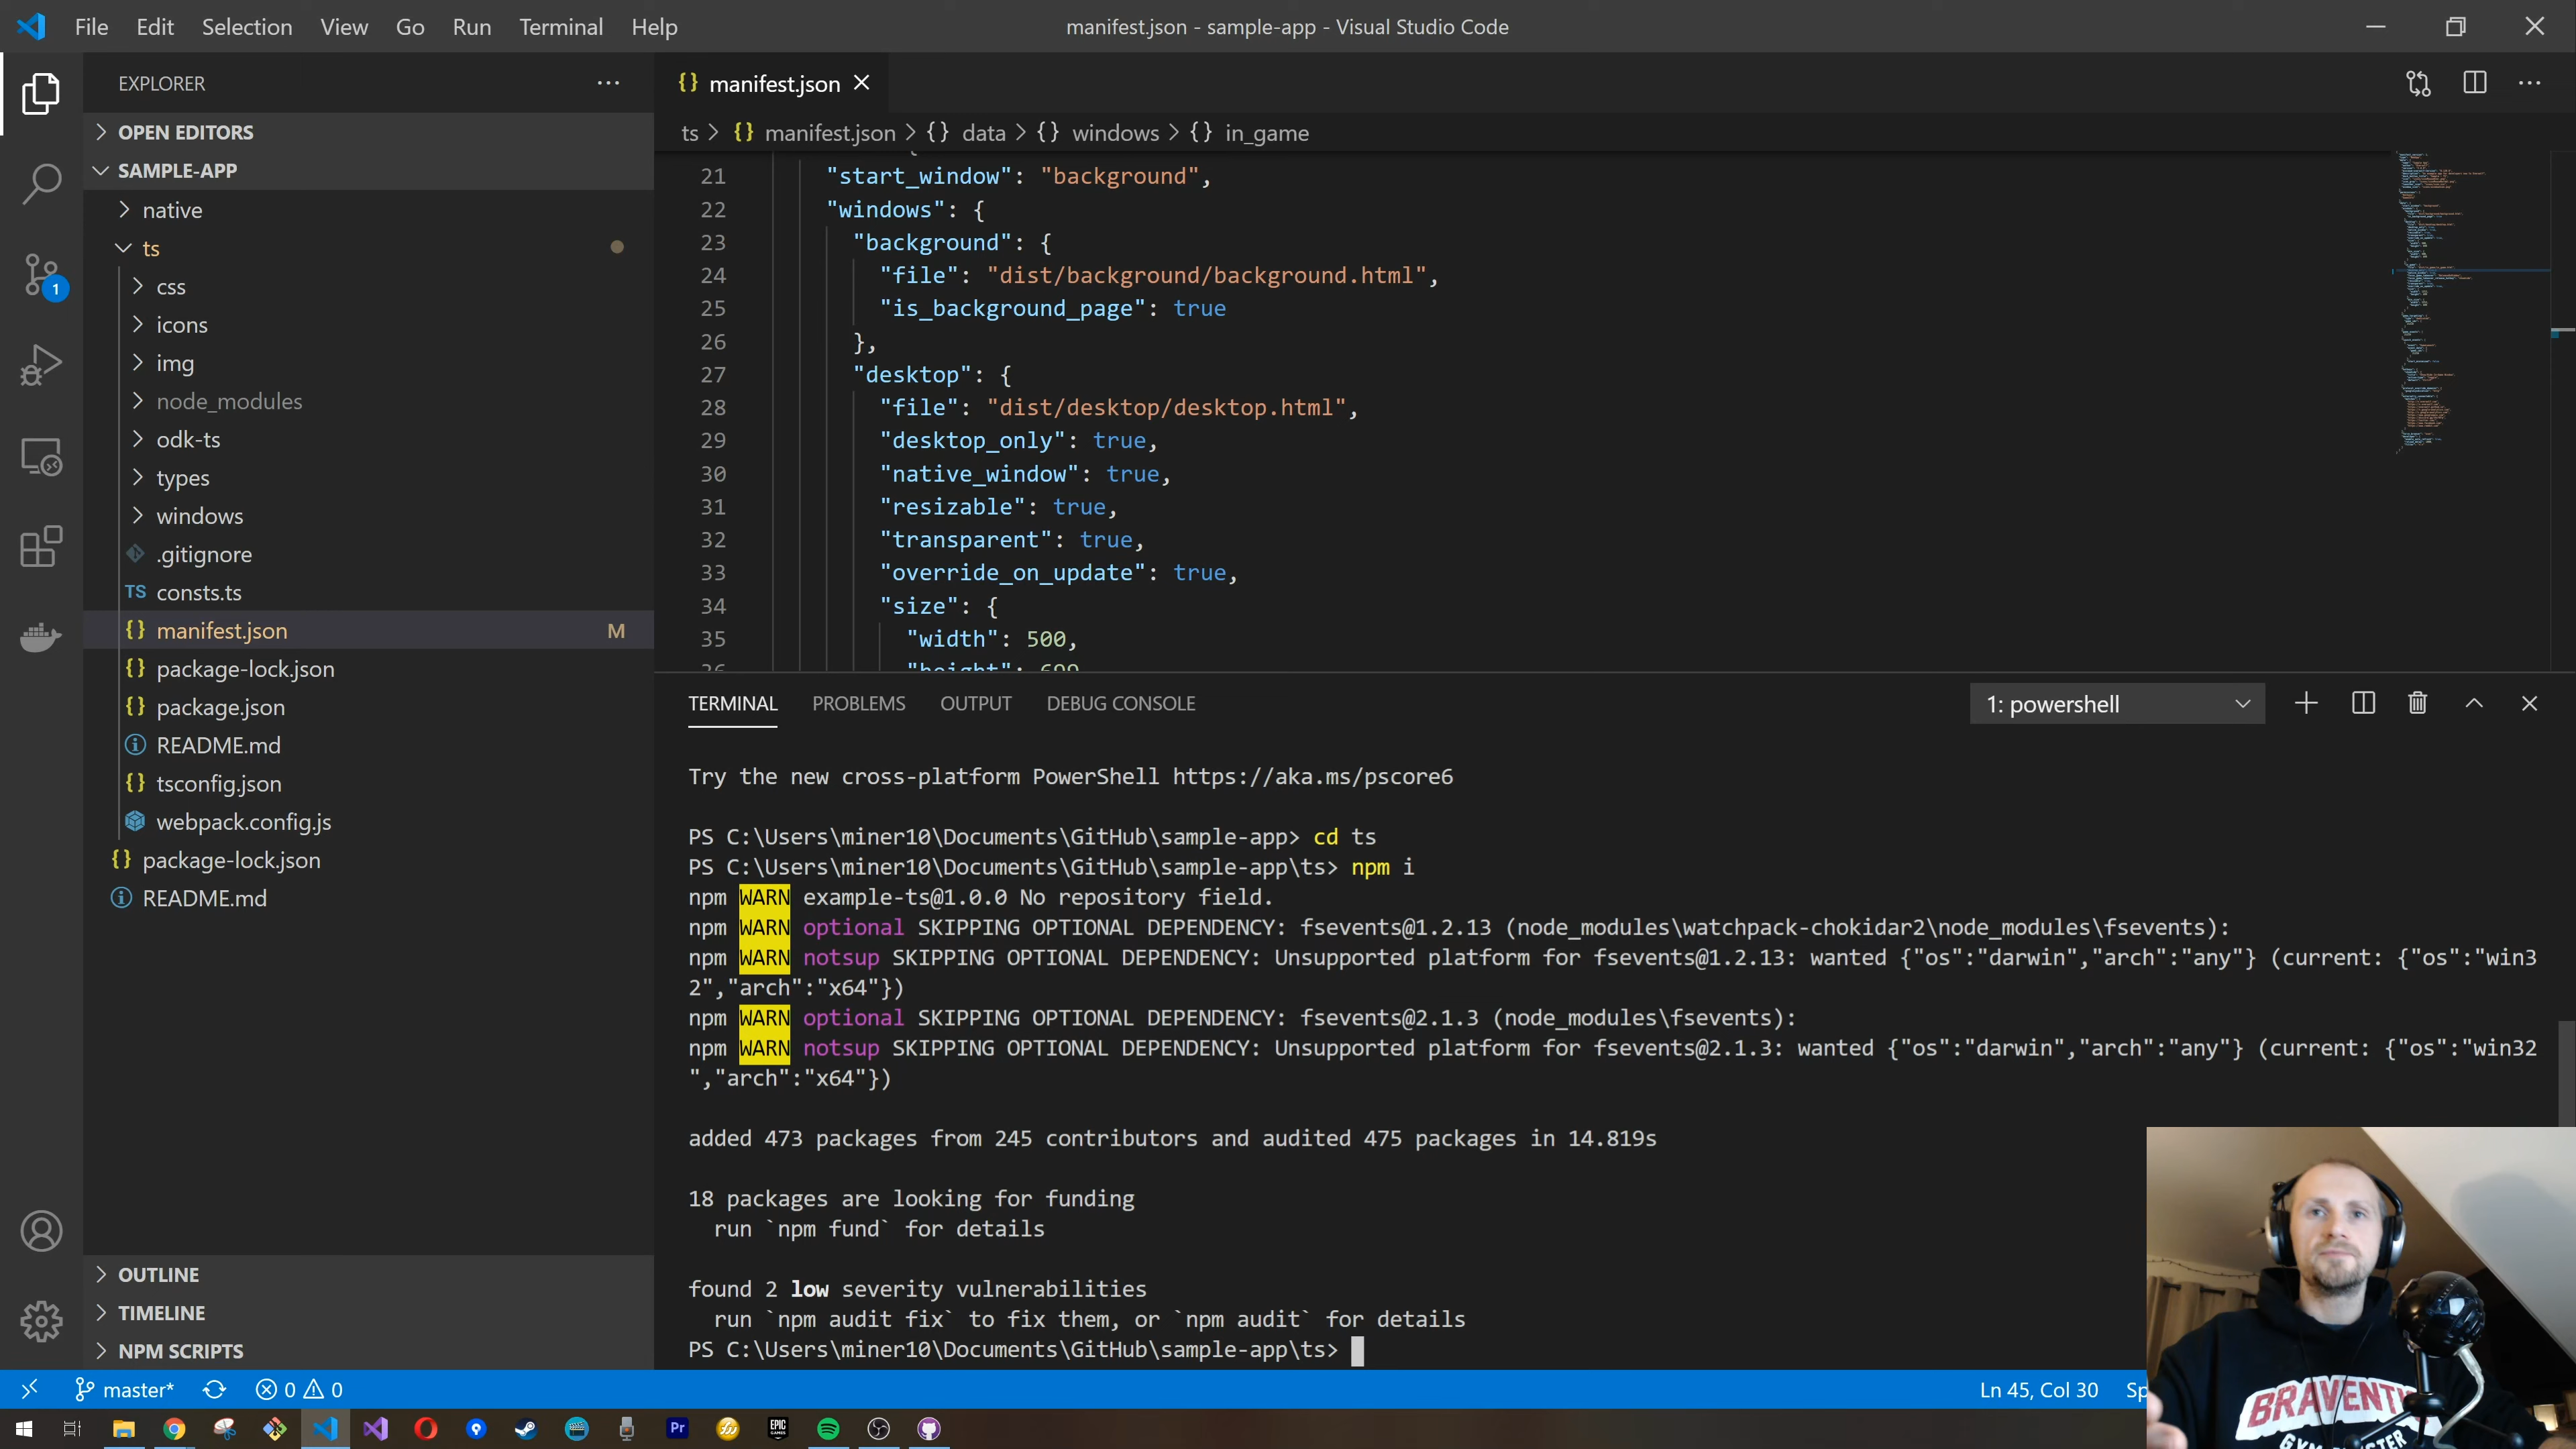 File Edit Selection View Go Run Terminal Help
manifest.json - sample-app - Visual Studio Code
EXPLORER
OPEN EDITORS
SAMPLE-APP
native
ts
css
icons
img
node_modules
odk-ts
types
windows
.gitignore
TS consts.ts
{} manifest.json M
{} package-lock.json
{} package.json
README.md
{} tsconfig.json
webpack.config.js
{} package-lock.json
README.md
OUTLINE
TIMELINE
NPM SCRIPTS
1
{} manifest.json
ts > {} manifest.json > {} data > {} windows > {} in_game
21 "start_window": "background",
22 "windows": {
23 "background": {
24 "file": "dist/background/background.html",
25 "is_background_page": true
26 },
27 "desktop": {
28 "file": "dist/desktop/desktop.html",
29 "desktop_only": true,
30 "native_window": true,
31 "resizable": true,
32 "transparent": true,
33 "override_on_update": true,
34 "size": {
35 "width": 500,
TERMINAL PROBLEMS OUTPUT DEBUG CONSOLE
1: powershell
Try the new cross-platform PowerShell https://aka.ms/pscore6
PS C:\Users\miner10\Documents\GitHub\sample-app> cd ts
PS C:\Users\miner10\Documents\GitHub\sample-app\ts> npm i
npm WARN example-ts@1.0.0 No repository field.
npm WARN optional SKIPPING OPTIONAL DEPENDENCY: fsevents@1.2.13 (node_modules\watchpack-chokidar2\node_modules\fsevents):
npm WARN notsup SKIPPING OPTIONAL DEPENDENCY: Unsupported platform for fsevents@1.2.13: wanted {"os":"darwin","arch":"any"} (current: {"os":"win3
2","arch":"x64"})
npm WARN optional SKIPPING OPTIONAL DEPENDENCY: fsevents@2.1.3 (node_modules\fsevents):
npm WARN notsup SKIPPING OPTIONAL DEPENDENCY: Unsupported platform for fsevents@2.1.3: wanted {"os":"darwin","arch":"any"} (current: {"os":"win32
","arch":"x64"})
added 473 packages from 245 contributors and audited 475 packages in 14.819s
18 packages are looking for funding
run `npm fund` for details
found 2 low severity vulnerabilities
run `npm audit fix` to fix them, or `npm audit` for details
PS C:\Users\miner10\Documents\GitHub\sample-app\ts>
master* 0 0
Ln 45, Col 30 Sp
Pr
EPIC GAMES
BRAVENT
GYM